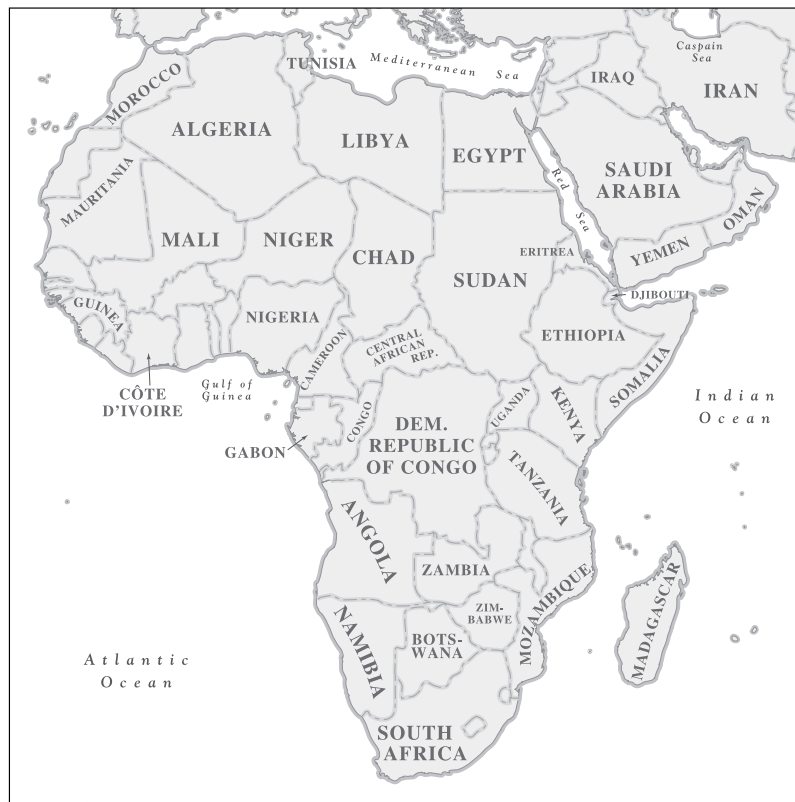 Caspain
Sea
TUNISIA
Mediterranean Sea
MOROCCO
IRAQ
IRAN
ALGERIA
LIBYA
EGYPT
SAUDI
ARABIA
Red Sea
MAURITANIA
OMAN
MALI
NIGER
CHAD
SUDAN
ERITREA
YEMEN
DJIBOUTI
GUINEA
NIGERIA
ETHIOPIA
CAMEROON
CENTRAL
AFRICAN
REP.
SOMALIA
CÔTE
D'IVOIRE
Gulf of
Guinea
CONGO
DEM.
REPUBLIC
OF CONGO
UGANDA
KENYA
Indian
Ocean
GABON
TANZANIA
ANGOLA
ZAMBIA
MOZAMBIQUE
MADAGASCAR
ZIM-
BABWE
NAMIBIA
BOTS-
WANA
Atlantic
Ocean
SOUTH
AFRICA